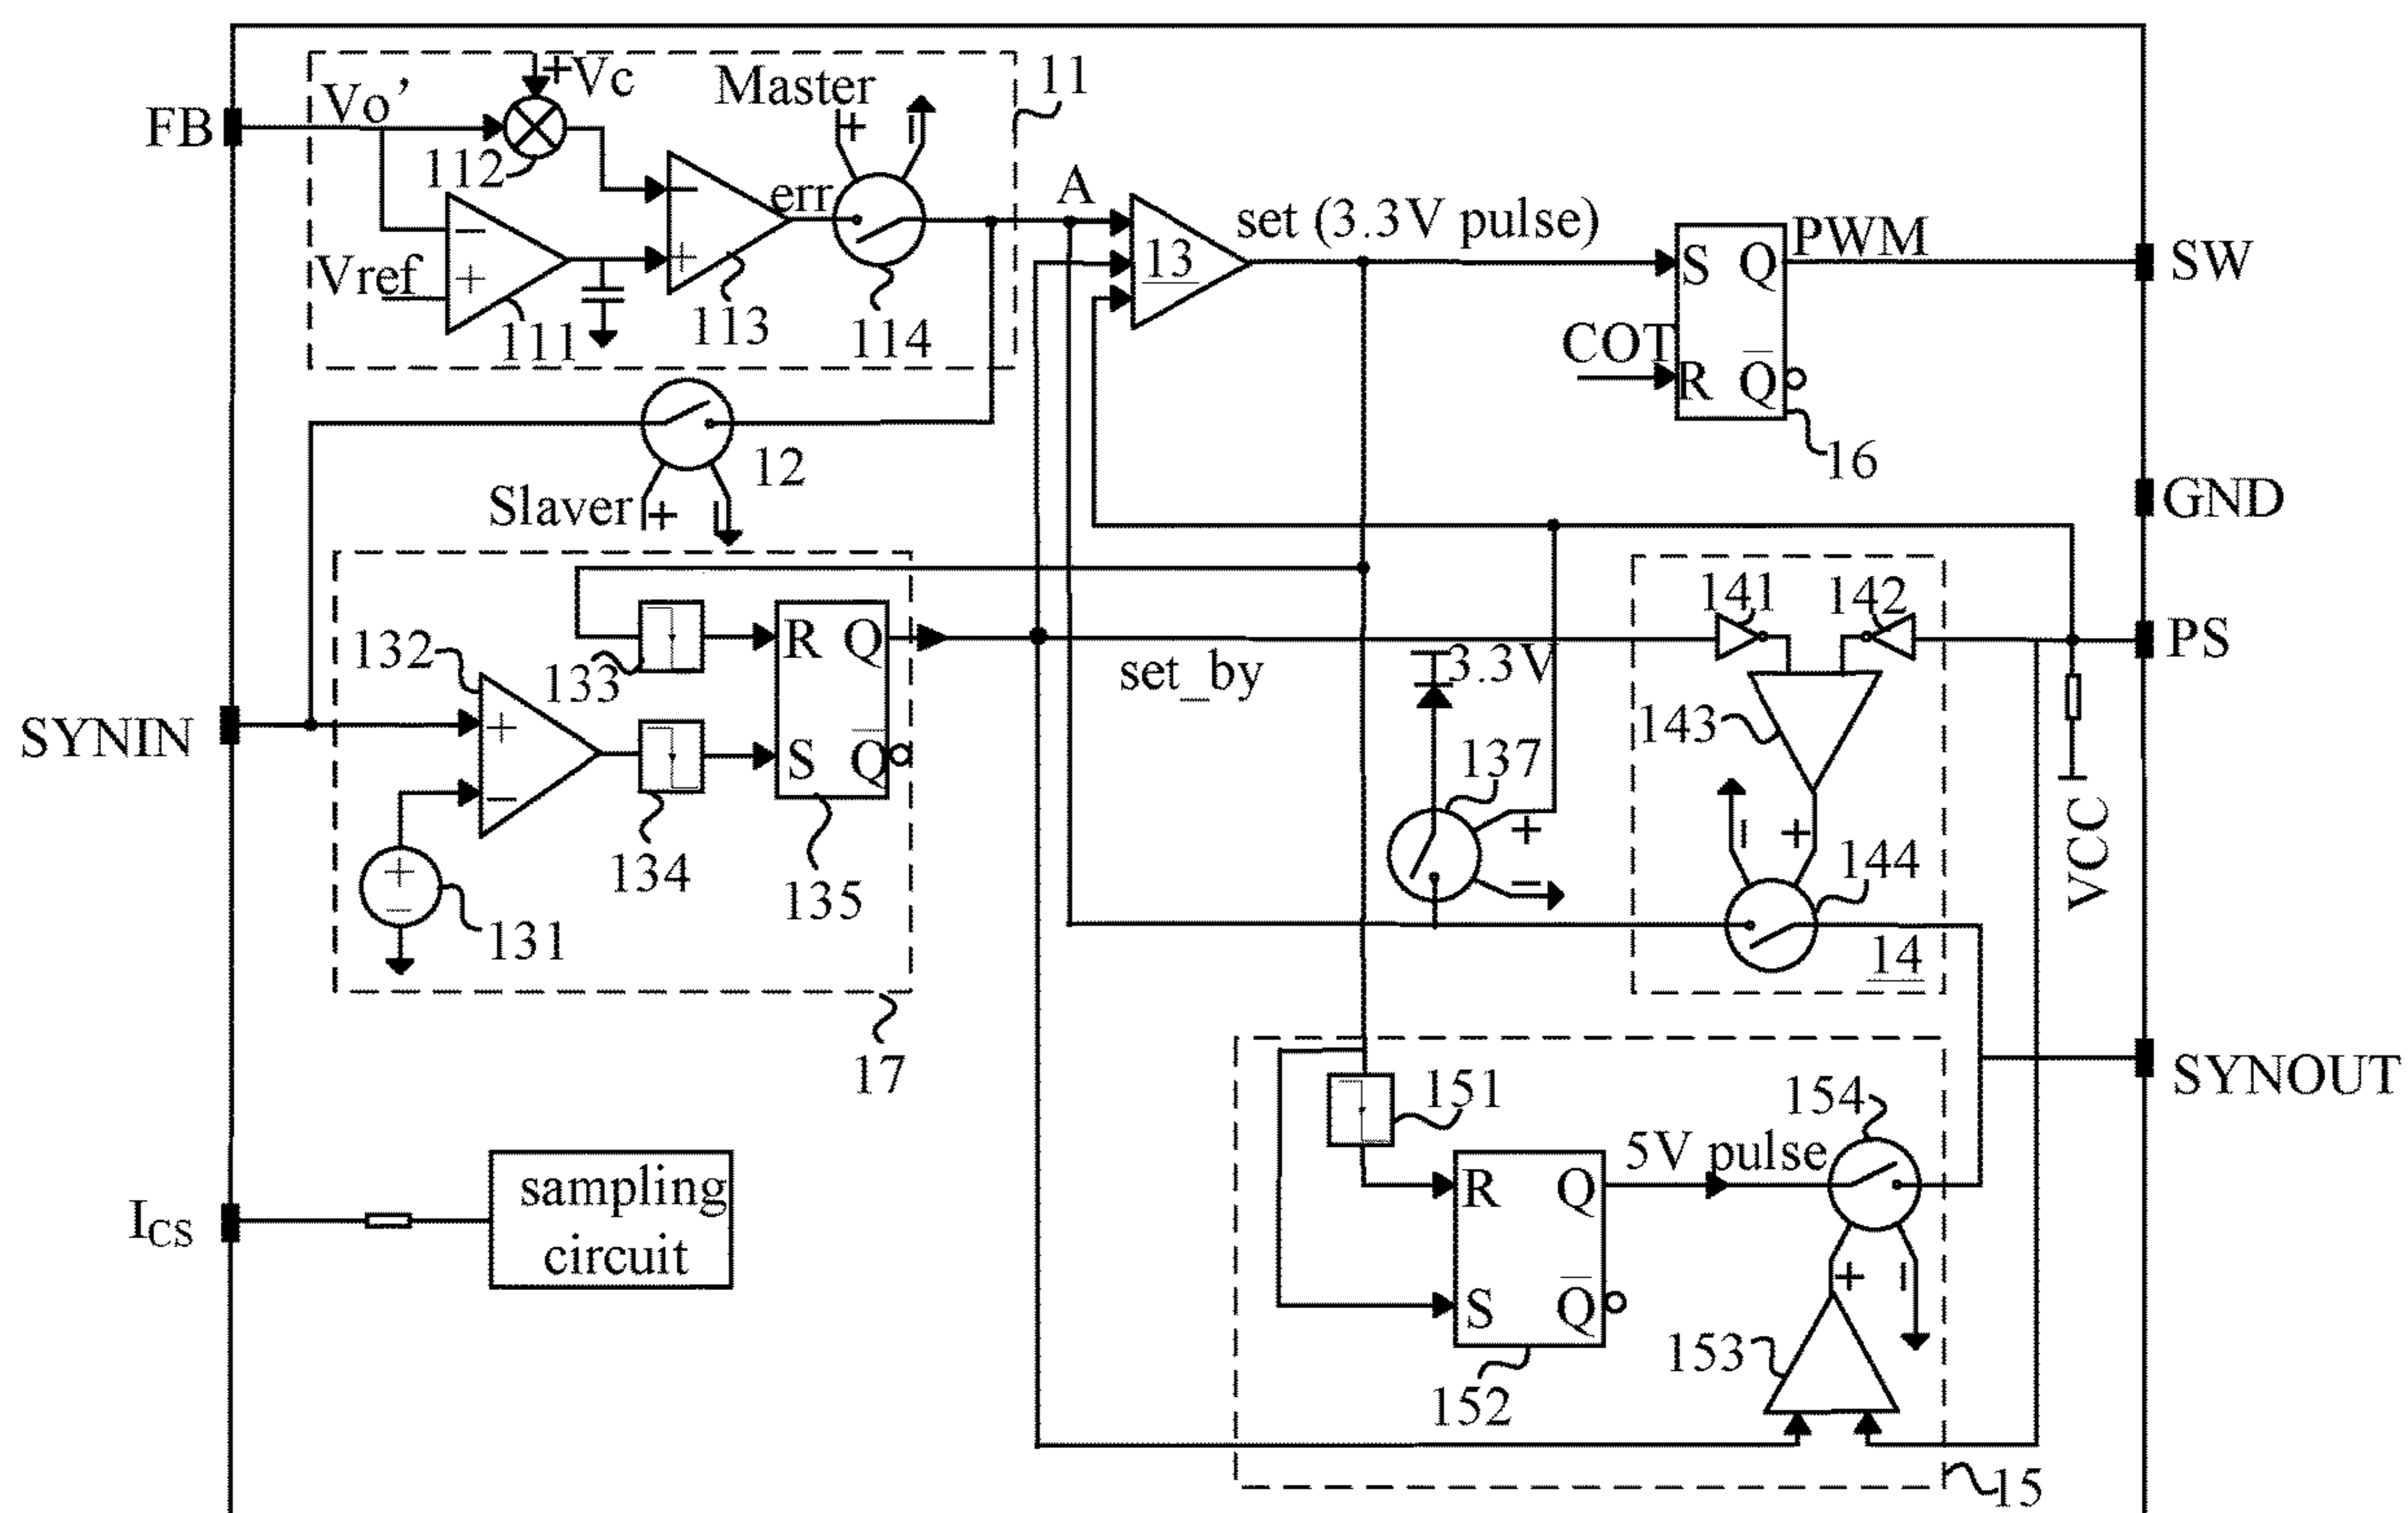 +Vc
Master
11
Vo’
FB
+
−
112
−
err
A
set (3.3V pulse)
PWM
SW
−
+
Vref
13
S
Q
111
+
113
114
COT
R
Q
16
12
GND
Slaver
+
−
141
142
132
133
R
Q
set_by
3.3V
PS
SYNIN
+
−
S
Q
143
137
134
135
+
−
+
−
144
VCC
+
−
131
14
17
SYNOUT
151
154
5V pulse
sampling
circuit
ICS
R
Q
S
Q
+
−
153
152
15